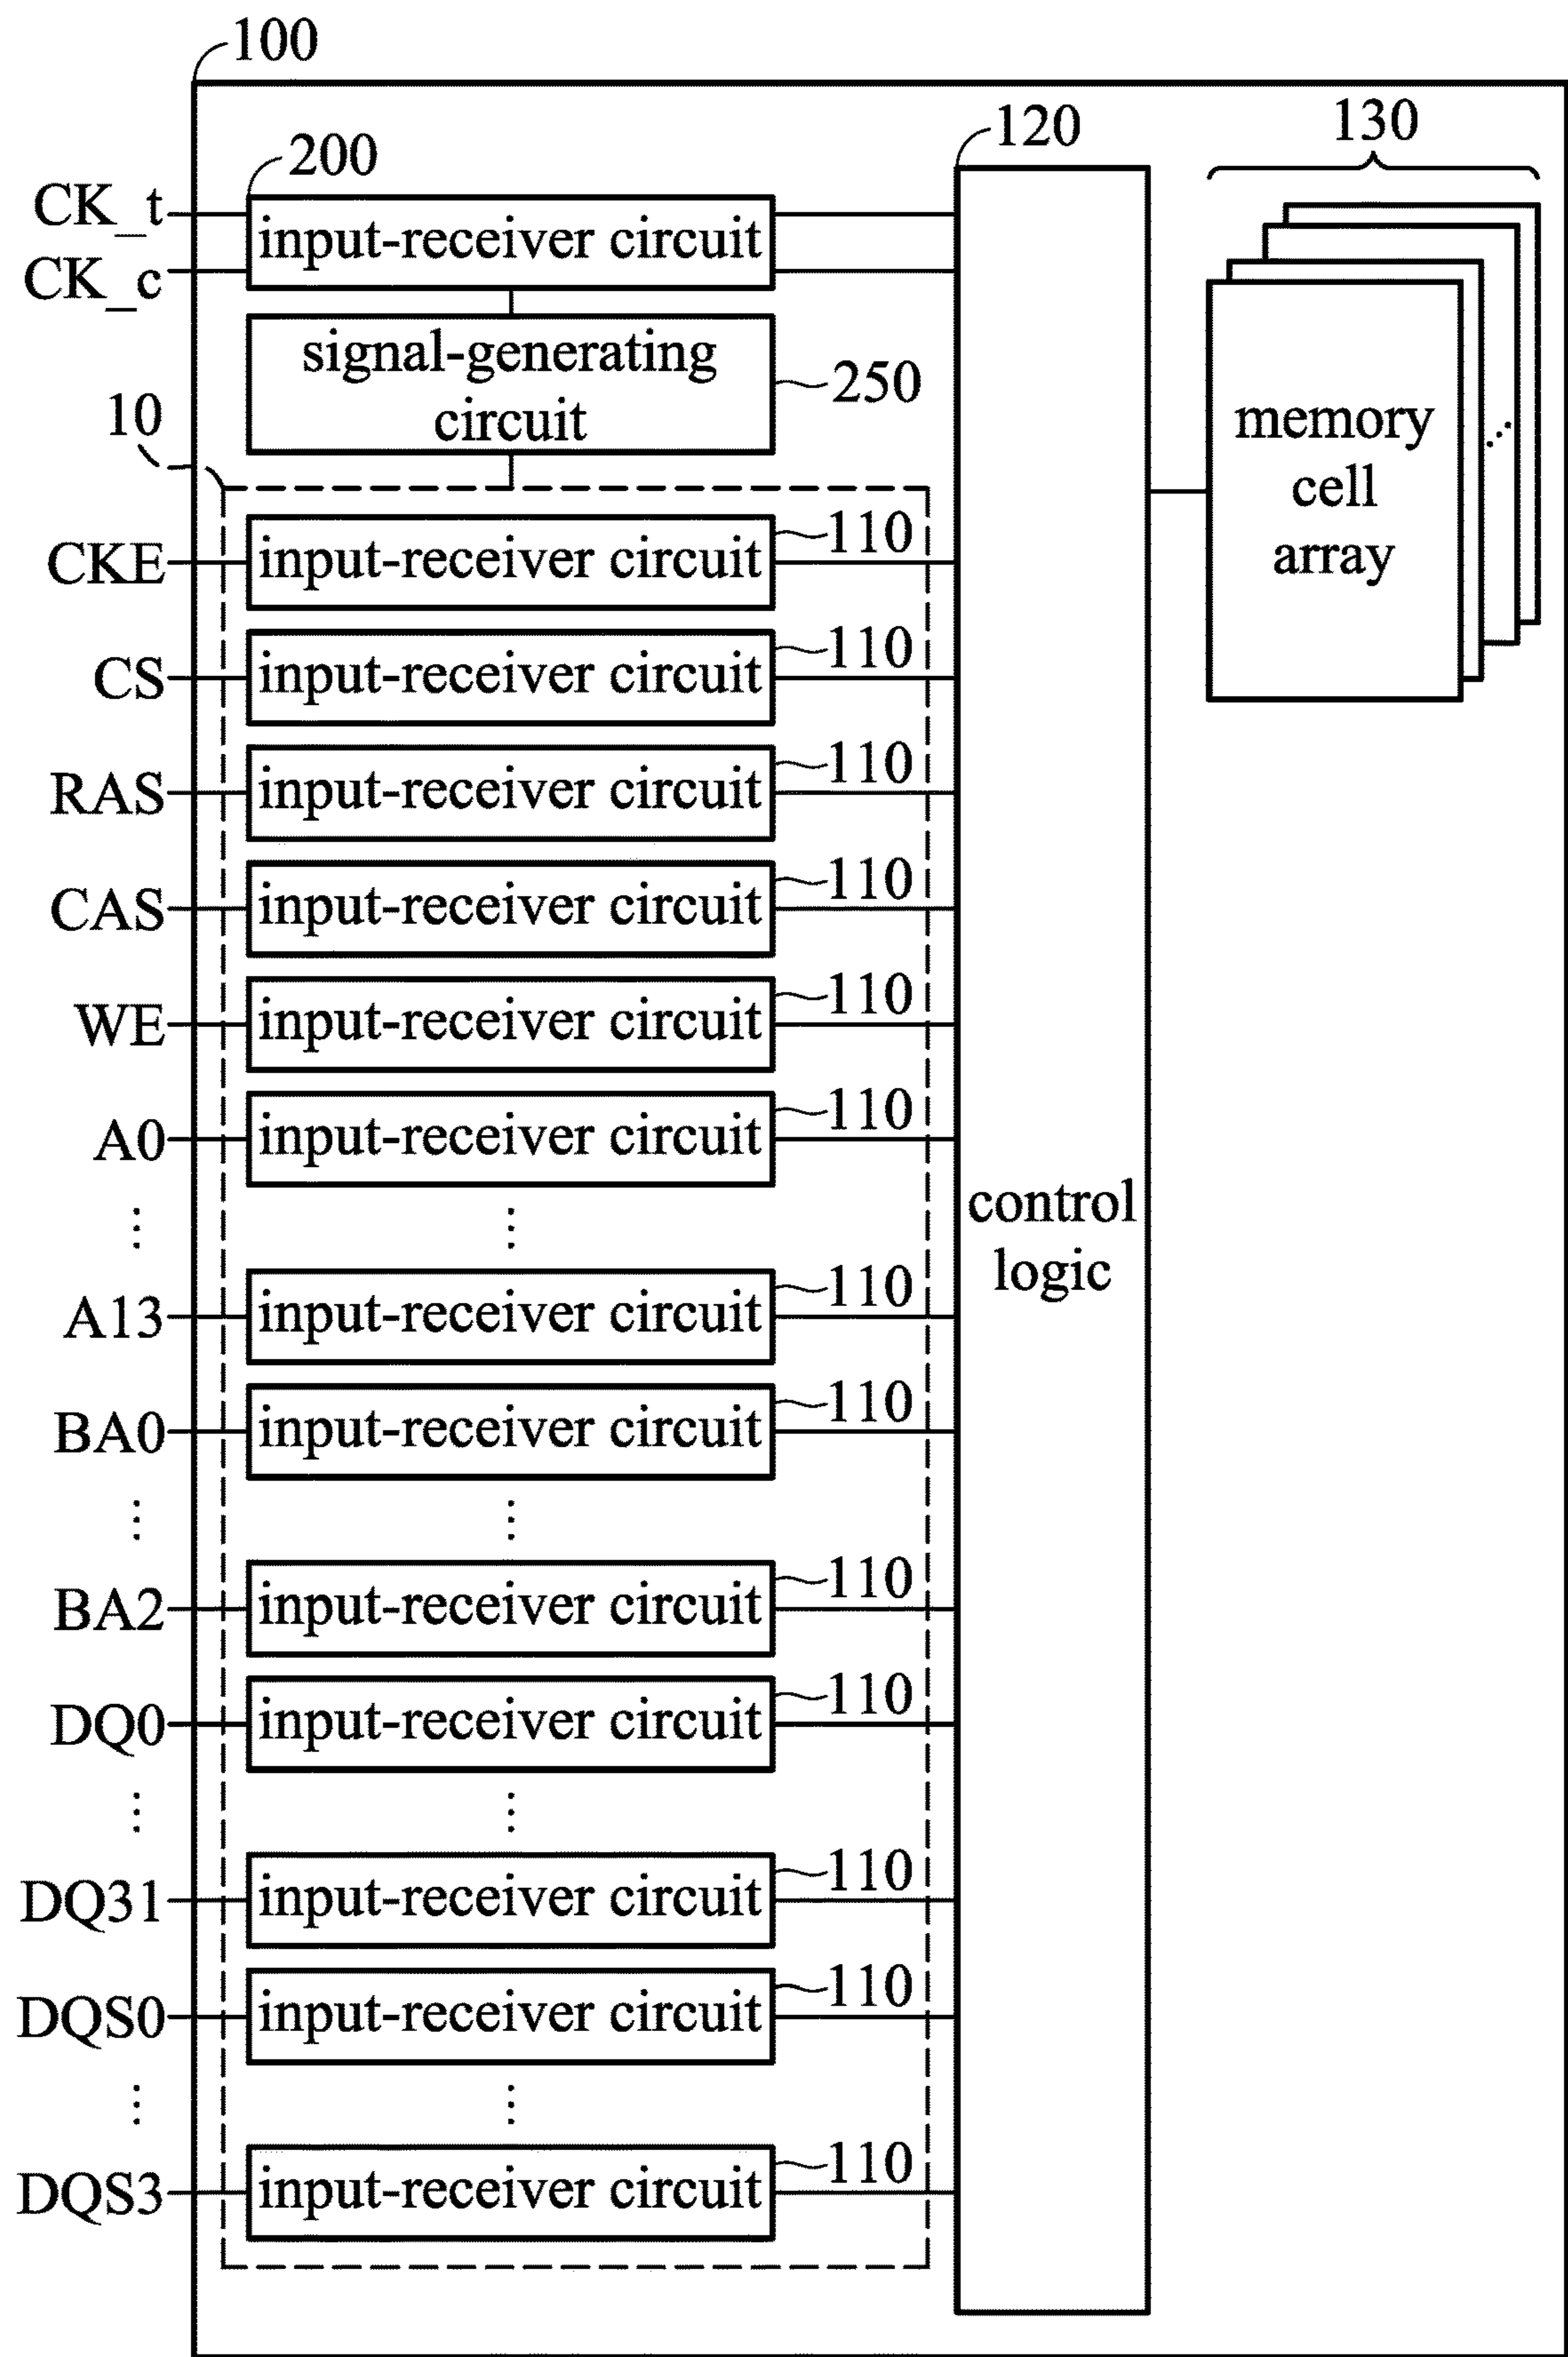 100
200
120
130
CK_t
input-receiver circuit
CK_c
signal-generating
circuit
250
10
memory
cell
array
CKE
input-receiver circuit
110
CS
input-receiver circuit
110
RAS
input-receiver circuit
110
CAS
input-receiver circuit
110
WE
input-receiver circuit
110
A0
input-receiver circuit
110
control
logic
A13
input-receiver circuit
110
BA0
input-receiver circuit
110
BA2
input-receiver circuit
110
DQ0
input-receiver circuit
110
DQ31
input-receiver circuit
110
DQS0
input-receiver circuit
110
DQS3
input-receiver circuit
110